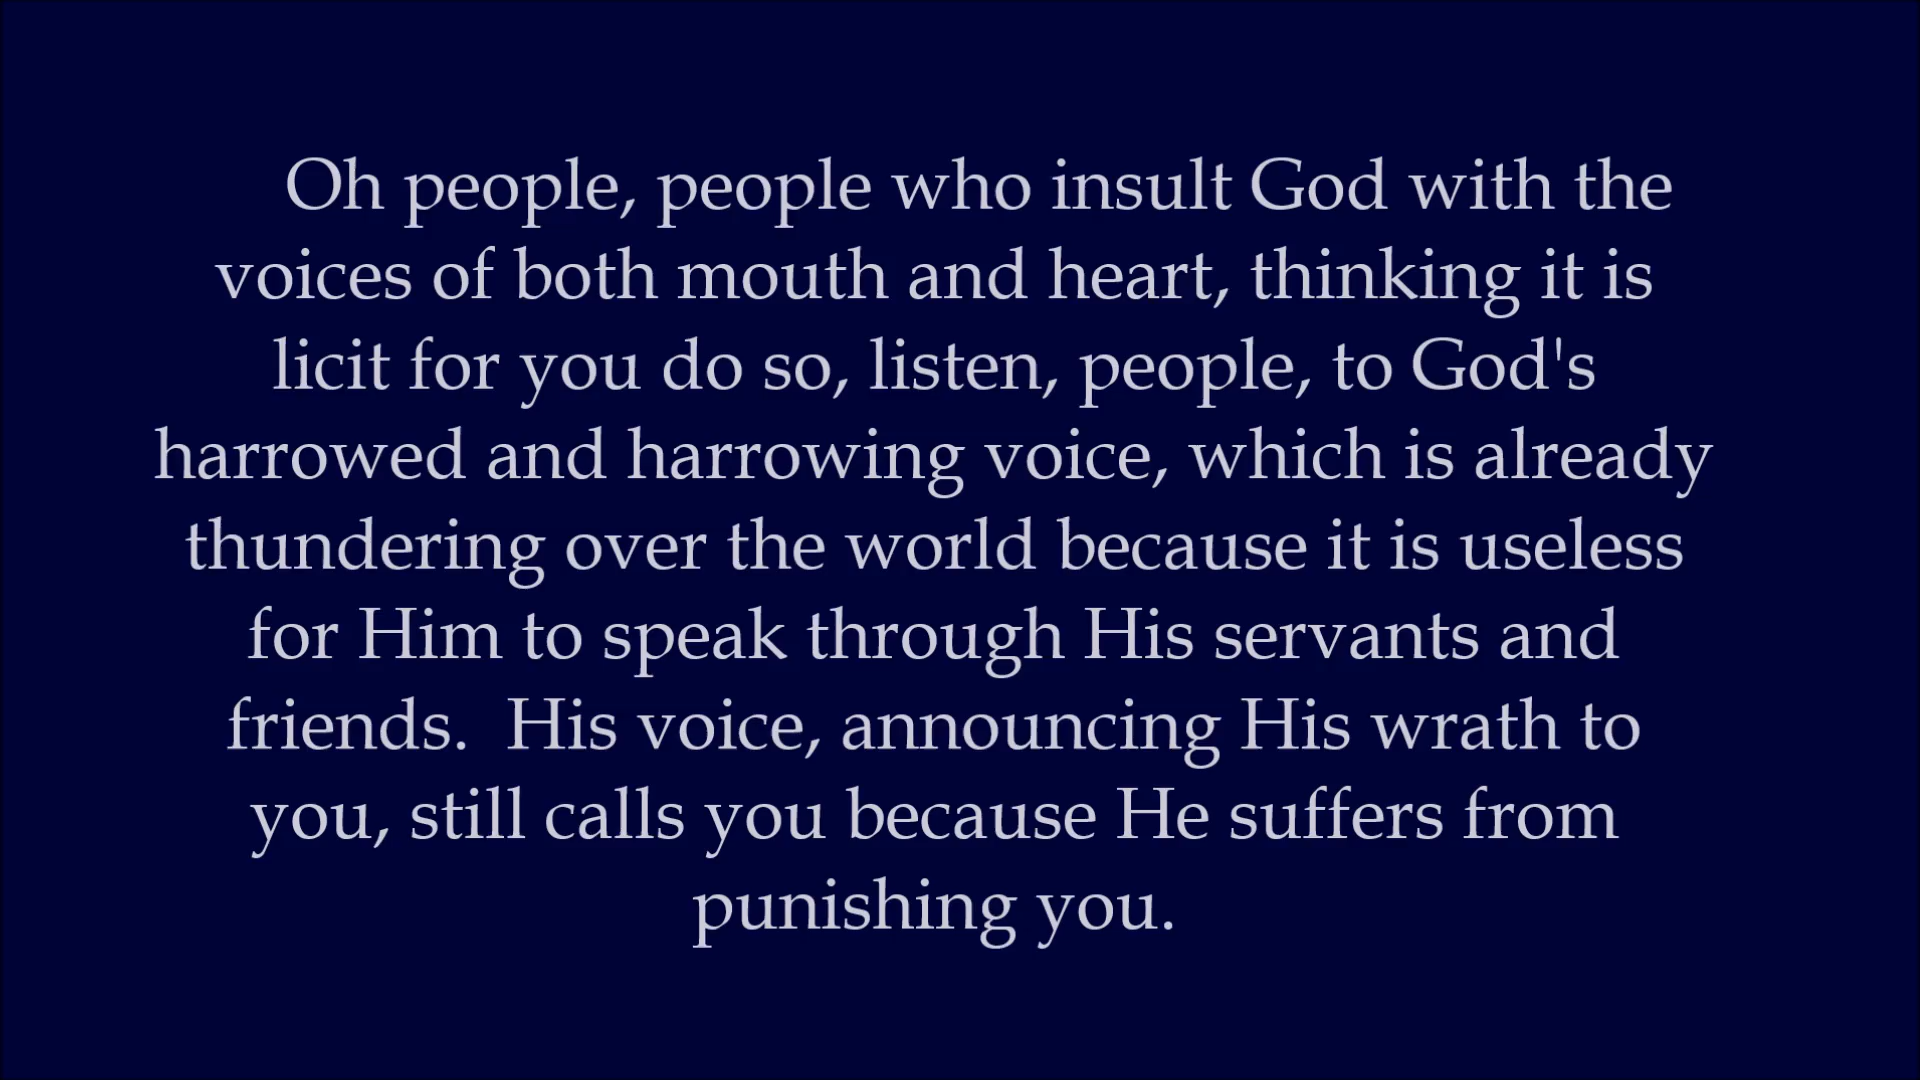 Oh people, people who insult God with the
voices of both mouth and heart, thinking it is
licit for you do so, listen, people, to God's
harrowed and harrowing voice, which is already
thundering over the world because it is useless
for Him to speak through His servants and
friends.  His voice, announcing His wrath to
you, still calls you because He suffers from
punishing you.